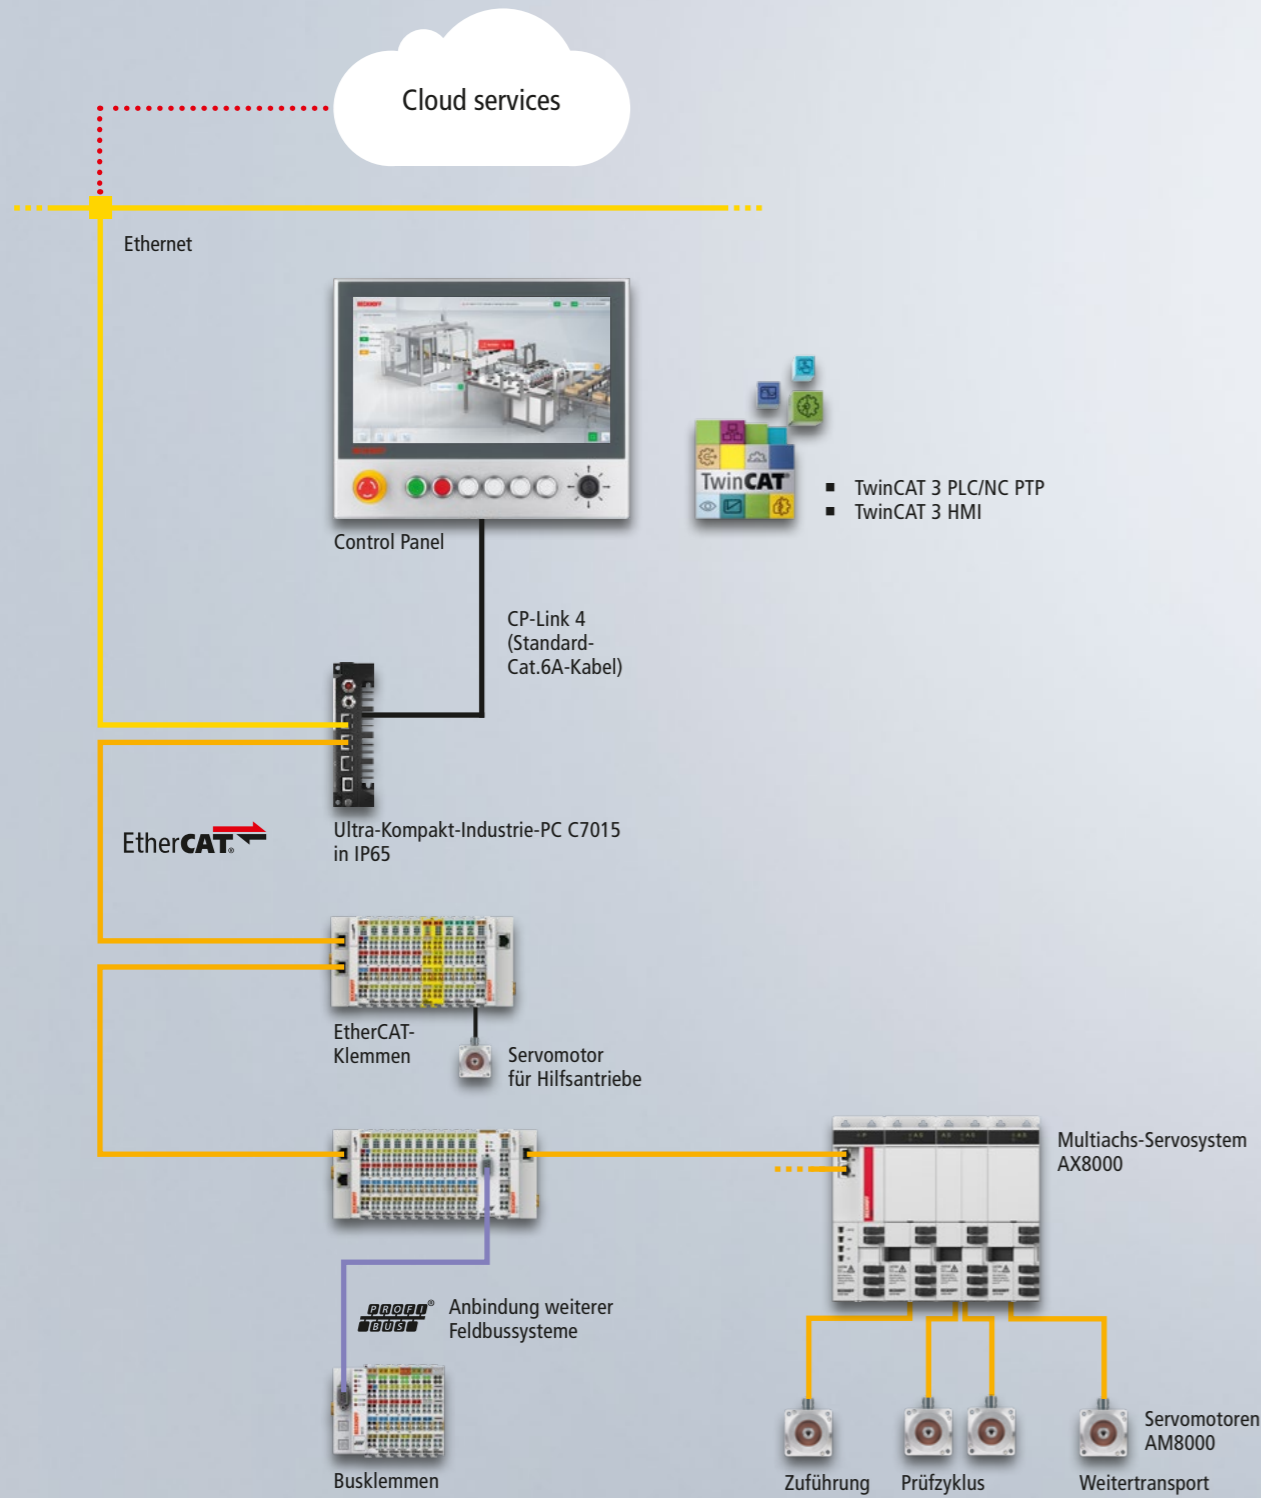 Cloud services
Ethernet
BECKHOFF
TwinCAT®
■ TwinCAT 3 PLC/NC PTP
■ TwinCAT 3 HMI
Control Panel
CP-Link 4
(Standard-
Cat.6A-Kabel)
Ultra-Kompakt-Industrie-PC C7015
in IP65
EtherCAT®
EtherCAT-
Klemmen
Servomotor
für Hilfsantriebe
Multiachs-Servosystem
AX8000
PROFI®
BUS
Anbindung weiterer
Feldbussysteme
Busklemmen
Servomotoren
AM8000
Zuführung
Prüfzyklus
Weitertransport